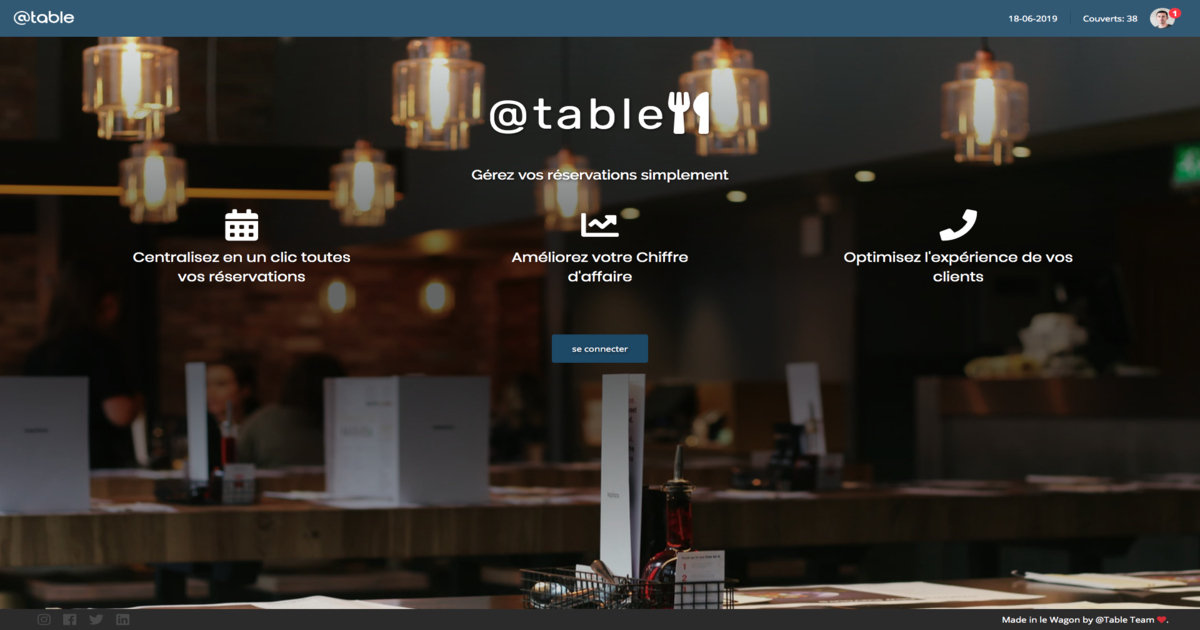 @table
18-06-2019
Couverts: 38
1
@table
Gérez vos réservations simplement
Centralisez en un clic toutes
vos réservations
Améliorez votre Chiffre
d'affaire
Optimisez l'expérience de vos
clients
se connecter
Made in le Wagon by @Table Team ❤.